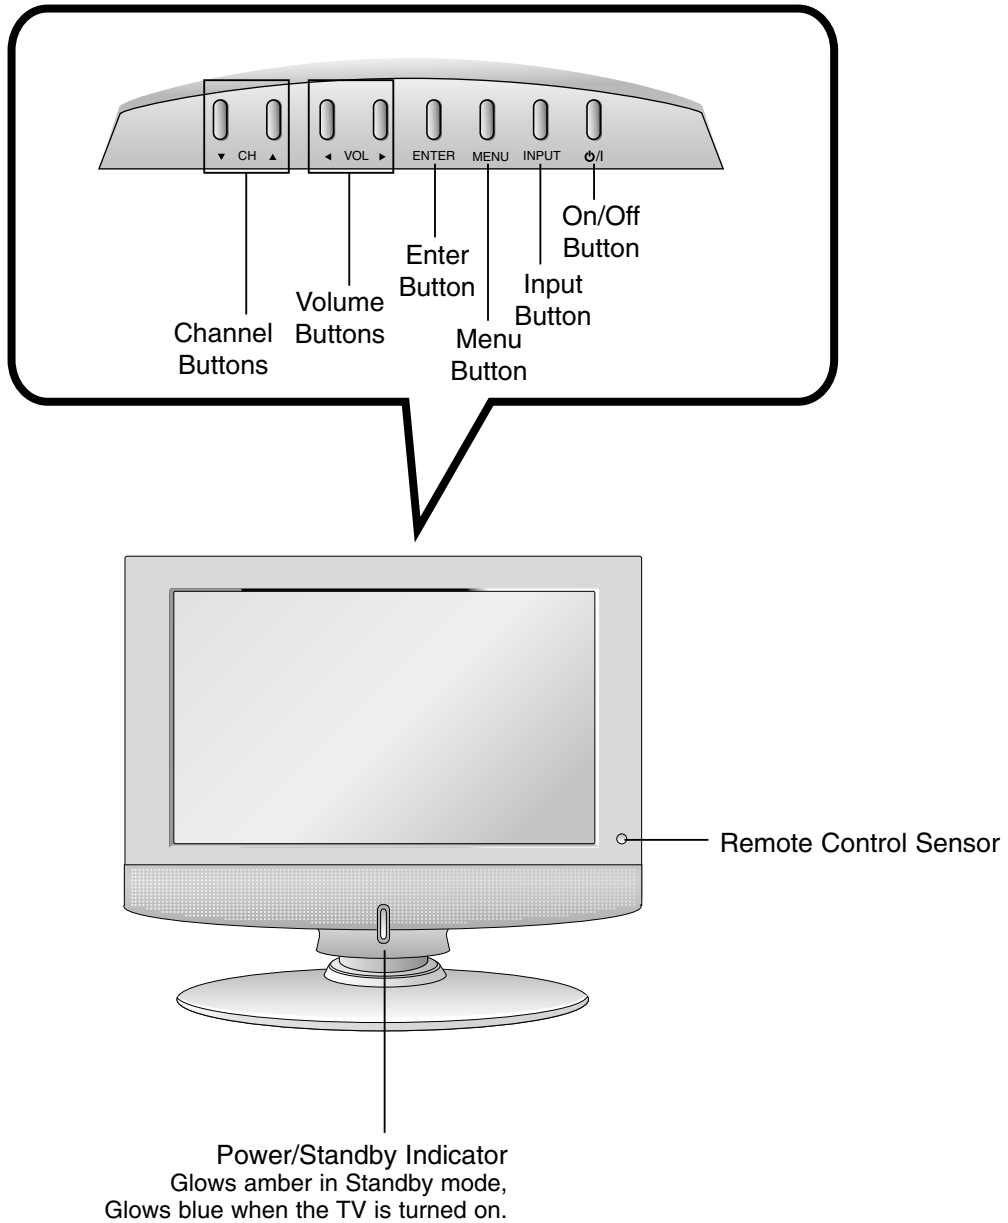 ▼ CH ▲ ◄ VOL ► ENTER MENU INPUT ⏻/I
On/Off
Button
Enter
Button
Input
Button
Volume
Buttons
Channel
Buttons
Menu
Button
Remote Control Sensor
Power/Standby Indicator
Glows amber in Standby mode,
Glows blue when the TV is turned on.